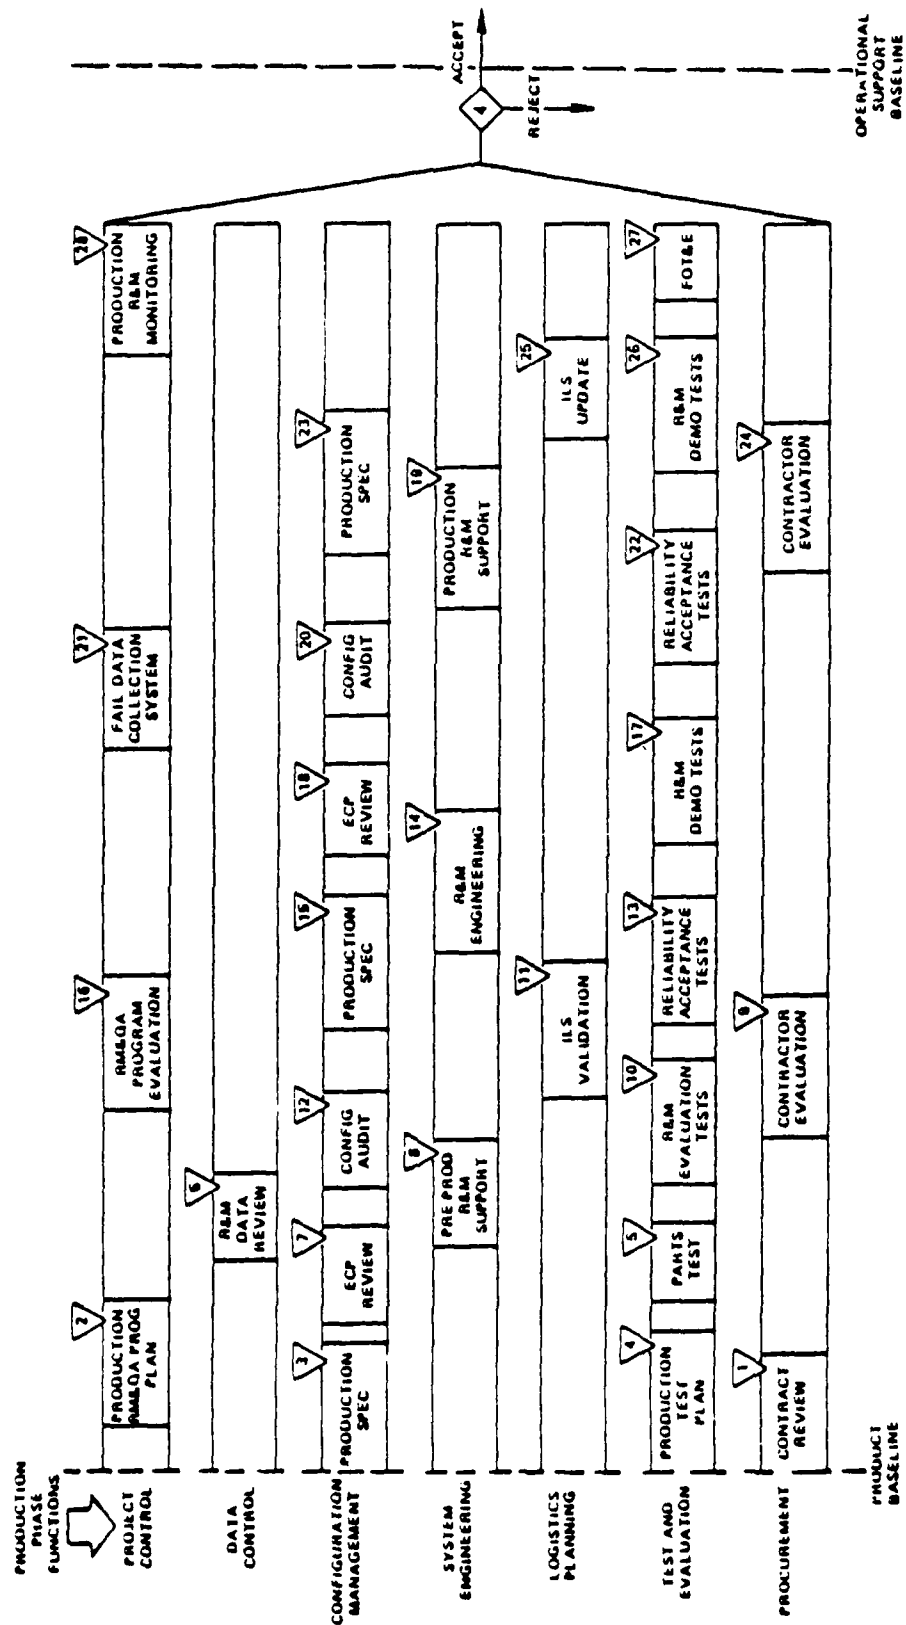 PRODUCTION
PHASE
FUNCTIONS
PROJECT
CONTROL
2
PRODUCTION
RM&QA PROG
PLAN
16
RM&QA
PROGRAM
EVALUATION
21
FAIL DATA
COLLECTION
SYSTEM
28
PRODUCTION
R&M
MONITORING
DATA
CONTROL
6
R&M
DATA
REVIEW
CONFIGURATION
MANAGEMENT
3
PRODUCTION
SPEC
7
ECP
REVIEW
12
CONFIG
AUDIT
15
PRODUCTION
SPEC
18
ECP
REVIEW
20
CONFIG
AUDIT
23
PRODUCTION
SPEC
SYSTEM
ENGINEERING
8
PRE PROD
R&M
SUPPORT
14
R&M
ENGINEERING
19
PRODUCTION
R&M
SUPPORT
LOGISTICS
PLANNING
11
ILS
VALIDATION
25
ILS
UPDATE
TEST AND
EVALUATION
4
PRODUCTION
TEST
PLAN
5
PARTS
TEST
10
R&M
EVALUATION
TESTS
13
RELIABILITY
ACCEPTANCE
TESTS
17
R&M
DEMO TESTS
22
RELIABILITY
ACCEPTANCE
TESTS
26
R&M
DEMO TESTS
27
FOT&E
PROCUREMENT
1
CONTRACT
REVIEW
9
CONTRACTOR
EVALUATION
24
CONTRACTOR
EVALUATION
4
ACCEPT
REJECT
PRODUCT
BASELINE
OPERATIONAL
SUPPORT
BASELINE